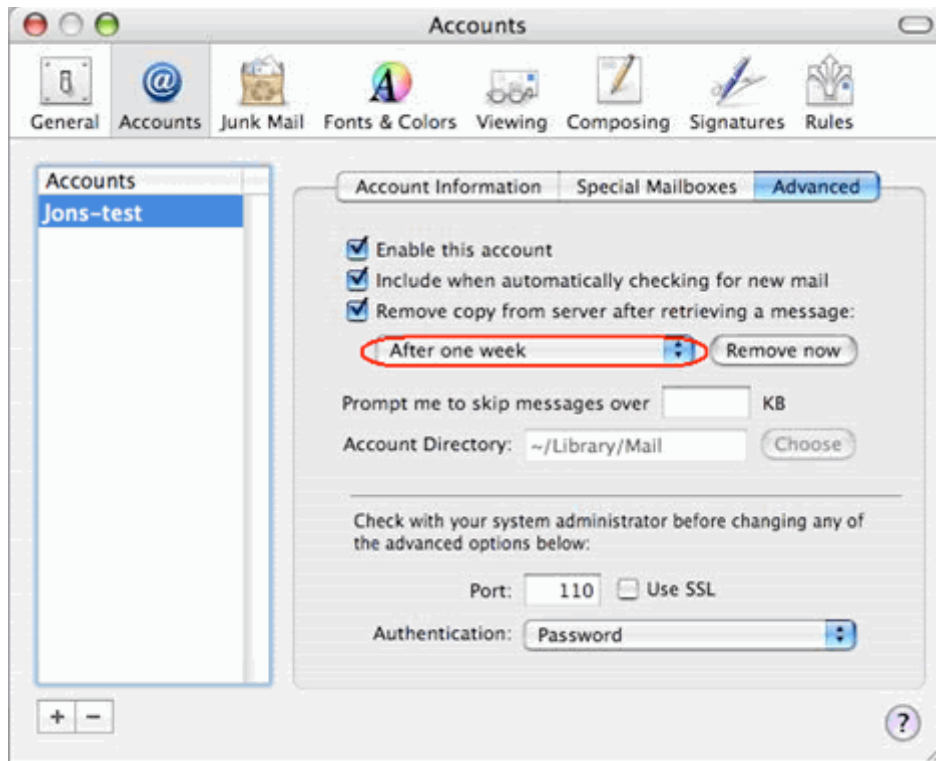 Accounts
General Accounts Junk Mail Fonts & Colors Viewing Composing Signatures Rules
Accounts
Jons-test
Account Information Special Mailboxes Advanced
Enable this account
Include when automatically checking for new mail
Remove copy from server after retrieving a message:
After one week Remove now
Prompt me to skip messages over KB
Account Directory: ~/Library/Mail Choose
Check with your system administrator before changing any of
the advanced options below:
Port: 110 Use SSL
Authentication: Password
+ − ?